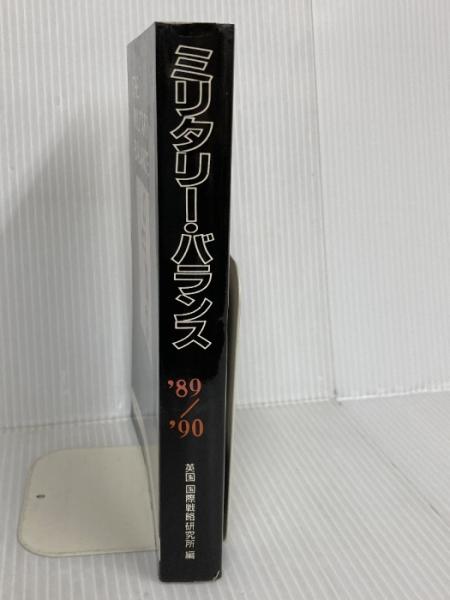 ミリタリー・バランス
'89/'90
英国 国際戦略研究所 編